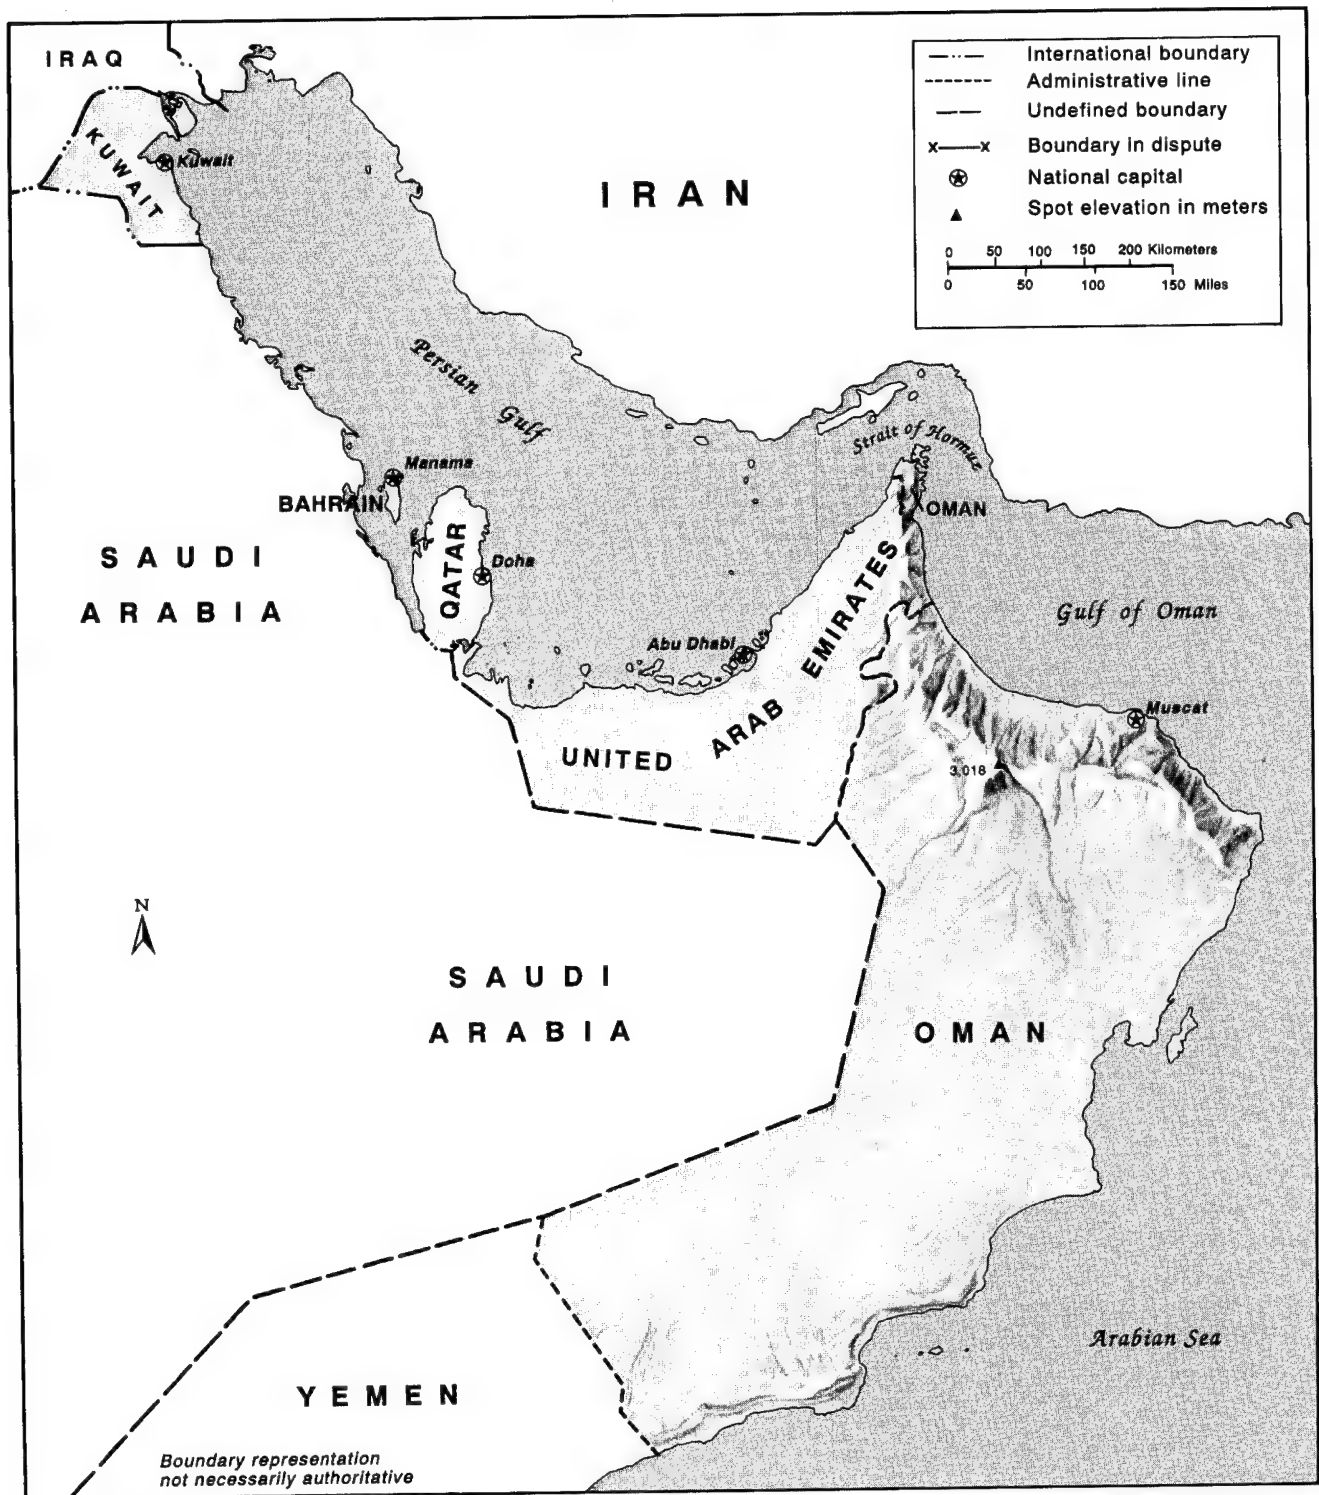 IRAQ
KUWAIT
Kuwait
IRAN
International boundary
Administrative line
Undefined boundary
x x Boundary in dispute
National capital
Spot elevation in meters
0 50 100 150 200 Kilometers
0 50 100 150 Miles
Persian
Gulf
Strait of Hormuz
Manama
BAHRAIN
OMAN
QATAR
Doha
SAUDI
ARABIA
Gulf of Oman
Abu Dhabi
UNITED ARAB EMIRATES
Muscat
3,018
N
SAUDI
ARABIA
OMAN
Arabian Sea
YEMEN
Boundary representation
not necessarily authoritative